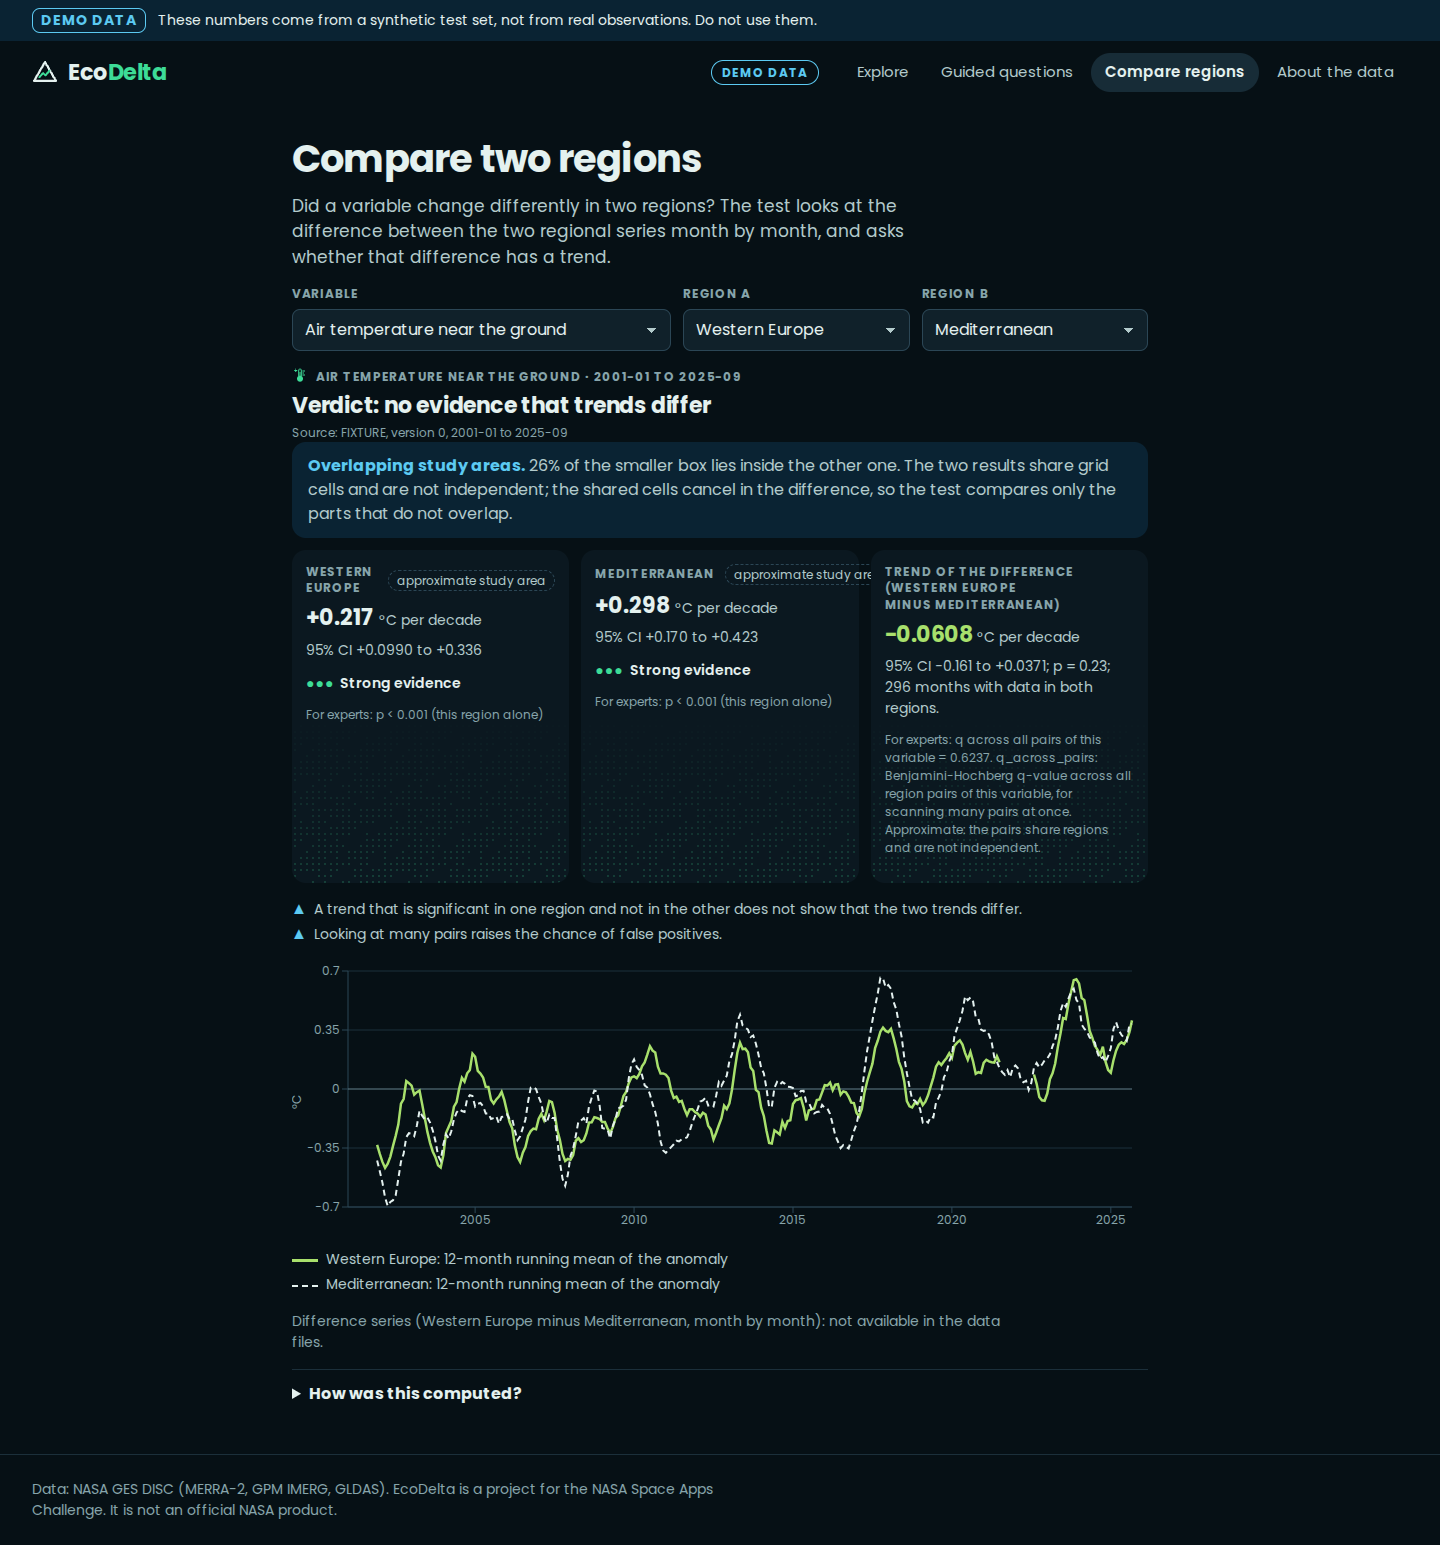 DEMO DATA These numbers come from a synthetic test set, not from real observations. Do not use them.
EcoDelta
DEMO DATA Explore Guided questions Compare regions About the data
Compare two regions
Did a variable change differently in two regions? The test looks at the
difference between the two regional series month by month, and asks
whether that difference has a trend.
VARIABLE REGION A REGION B
Air temperature near the ground Western Europe Mediterranean
AIR TEMPERATURE NEAR THE GROUND · 2001-01 TO 2025-09
Verdict: no evidence that trends differ
Source: FIXTURE, version 0, 2001-01 to 2025-09
Overlapping study areas. 26% of the smaller box lies inside the other one. The two results share grid
cells and are not independent; the shared cells cancel in the difference, so the test compares only the
parts that do not overlap.
WESTERN
EUROPE
approximate study area
+0.217 °C per decade
95% CI +0.0990 to +0.336
Strong evidence
For experts: p < 0.001 (this region alone)
MEDITERRANEAN approximate study are
+0.298 °C per decade
95% CI +0.170 to +0.423
Strong evidence
For experts: p < 0.001 (this region alone)
TREND OF THE DIFFERENCE
(WESTERN EUROPE
MINUS MEDITERRANEAN)
−0.0608 °C per decade
95% CI −0.161 to +0.0371; p = 0.23;
296 months with data in both
regions.
For experts: q across all pairs of this
variable = 0.6237. q_across_pairs:
Benjamini-Hochberg q-value across all
region pairs of this variable, for
scanning many pairs at once.
Approximate: the pairs share regions
and are not independent.
▲ A trend that is significant in one region and not in the other does not show that the two trends differ.
▲ Looking at many pairs raises the chance of false positives.
0.7
0.35
0
−0.35
−0.7
°C
2005 2010 2015 2020 2025
Western Europe: 12-month running mean of the anomaly
Mediterranean: 12-month running mean of the anomaly
Difference series (Western Europe minus Mediterranean, month by month): not available in the data
files.
▶ How was this computed?
Data: NASA GES DISC (MERRA-2, GPM IMERG, GLDAS). EcoDelta is a project for the NASA Space Apps
Challenge. It is not an official NASA product.